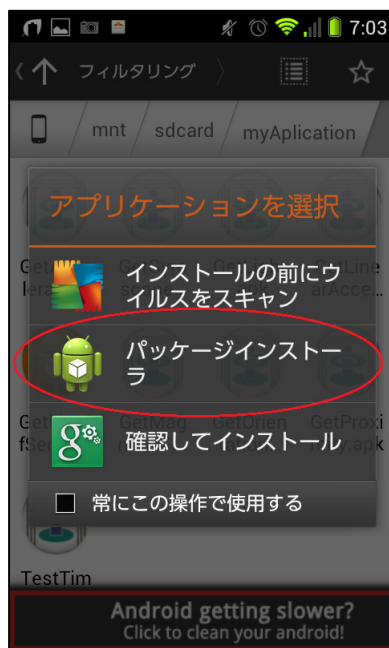 7:03
フィルタリング
mnt
sdcard
myAplication
アプリケーションを選択
インストールの前にウ
イルスをスキャン
パッケージインストー
ラ
確認してインストール
常にこの操作で使用する
TestTim
Android getting slower?
Click to clean your android!